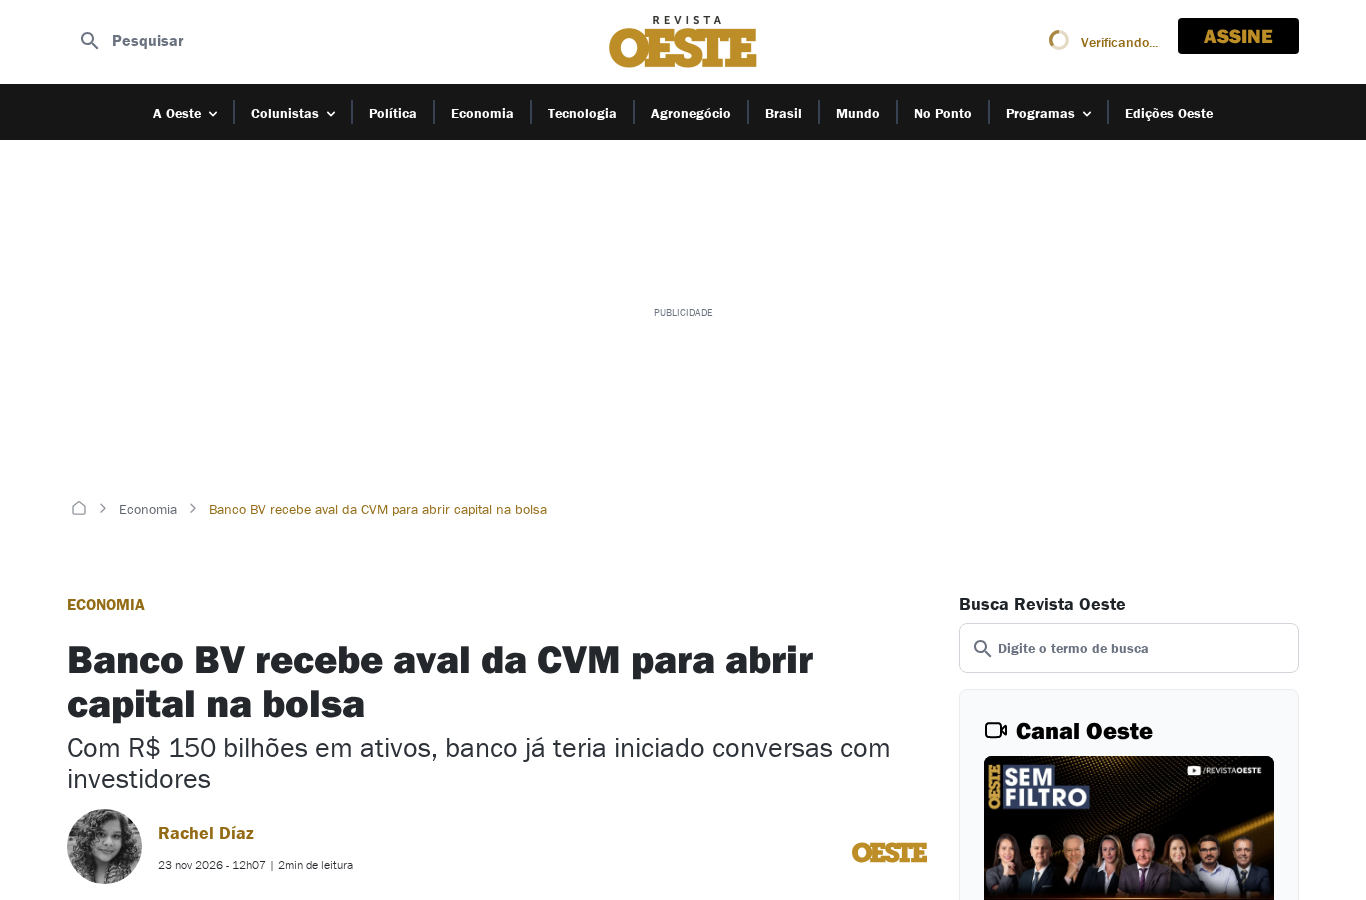 Pesquisar
REVISTA
OESTE
Verificando...
ASSINE
A Oeste
Colunistas
Política
Economia
Tecnologia
Agronegócio
Brasil
Mundo
No Ponto
Programas
Edições Oeste
PUBLICIDADE
Economia
Banco BV recebe aval da CVM para abrir capital na bolsa
ECONOMIA
Banco BV recebe aval da CVM para abrir
capital na bolsa
Com R$ 150 bilhões em ativos, banco já teria iniciado conversas com
investidores
Rachel Díaz
23 nov 2026 - 12h07 | 2min de leitura
OESTE
Busca Revista Oeste
Digite o termo de busca
Canal Oeste
OESTE
SEM
FILTRO
/REVISTAOESTE